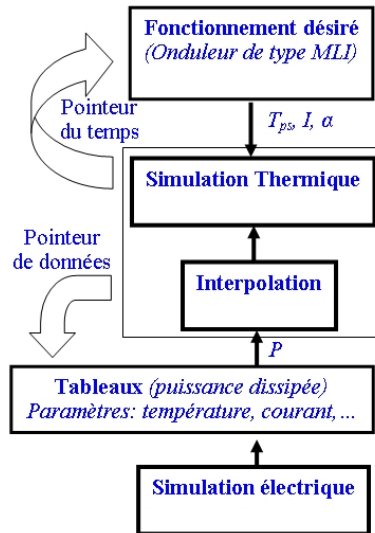 Fonctionnement désiré
(Onduleur de type MLI)
Pointeur
du temps
T_ps, I, α
Simulation Thermique
Pointeur
de données
Interpolation
P
Tableaux (puissance dissipée)
Paramètres: température, courant,...
Simulation électrique